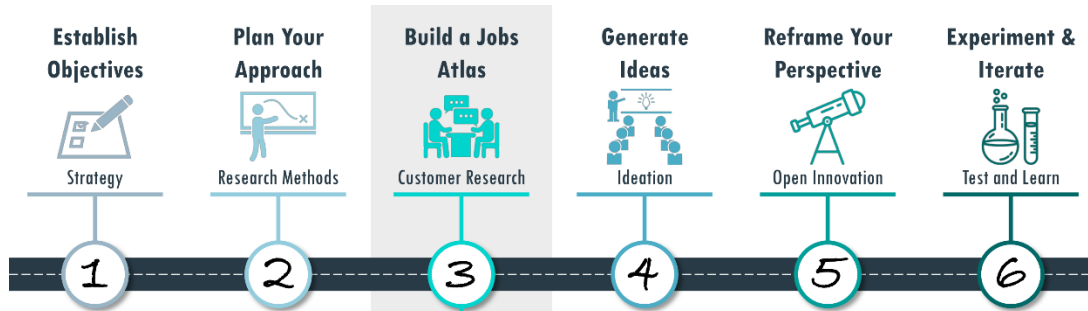 Establish
Objectives
Strategy
1
Plan Your
Approach
Research Methods
2
Build a Jobs
Atlas
Customer Research
3
Generate
Ideas
Ideation
4
Reframe Your
Perspective
Open Innovation
5
Experiment &
Iterate
Test and Learn
6